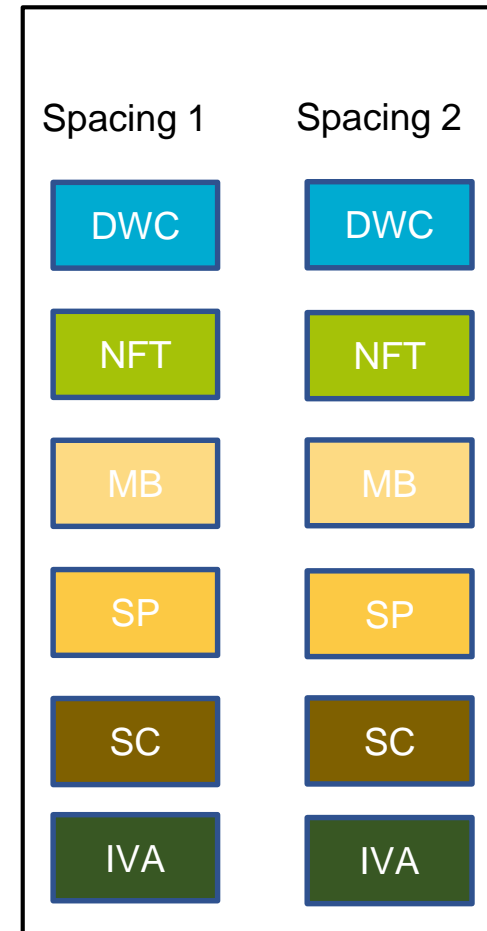 Spacing 1 Spacing 2
DWC DWC
NFT NFT
MB MB
SP SP
SC SC
IVA IVA